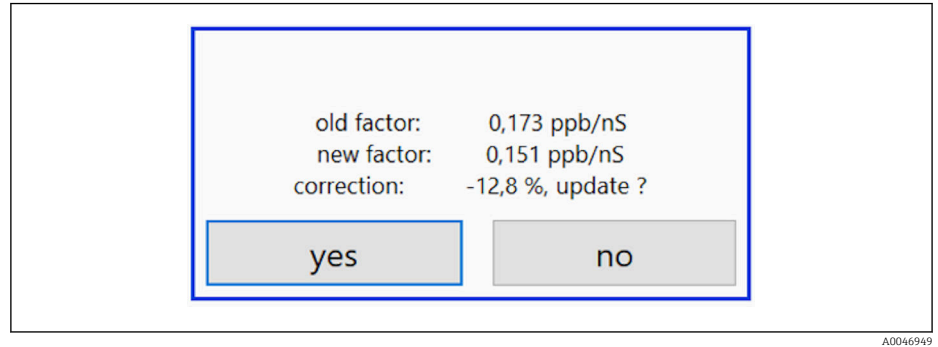 old factor: 0,173 ppb/nS
new factor: 0,151 ppb/nS
correction: -12,8 %, update ?
yes no
A0046949